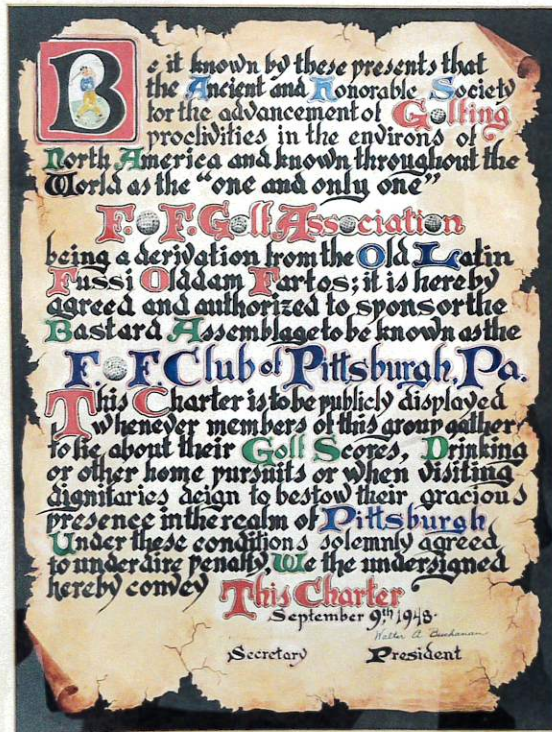 Be it known by these presents that
the Ancient and Honorable Society
for the advancement of Golfing
proclivities in the environs of
North America and known throughout the
World as the "one and only one"
F.O.F. Golf Association
being a derivation from the Old Latin
Fussi Olddam Fartos; it is hereby
agreed and authorized to sponsor the
Bastard Assemblage to be known as the
F.O.F. Club of Pittsburgh, Pa.
This Charter is to be publicly displayed
whenever members of this group gather
to lie about their Golf Scores, Drinking
or other home pursuits or when visiting
dignitaries deign to bestow their gracious
presence in the realm of Pittsburgh
Under these conditions solemnly agreed
to under dire penalty, We the undersigned
hereby convey This Charter
September 9th, 1948.
Walter A Buchanan
Secretary President